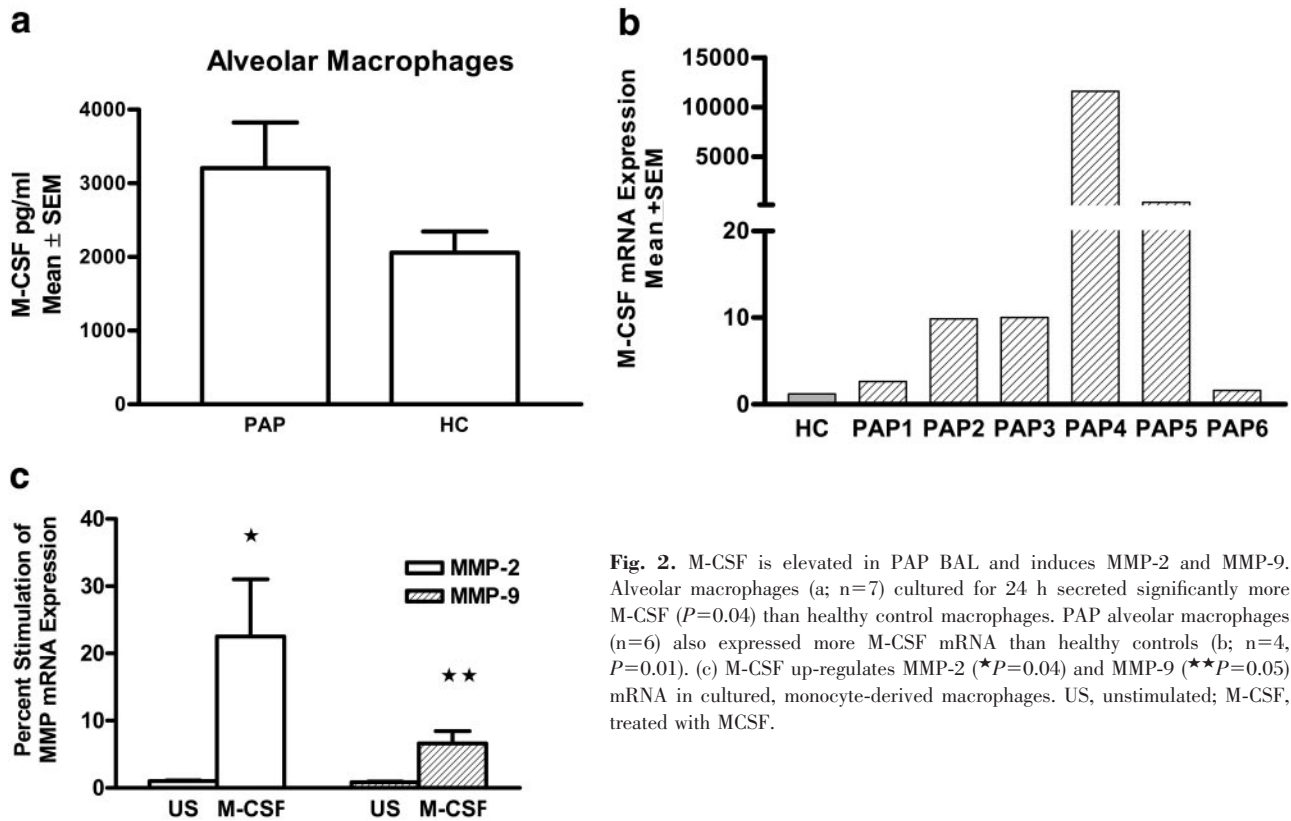 a
Alveolar Macrophages
M-CSF pg/ml
Mean ± SEM
4000
3000
2000
1000
0
PAP HC
b
M-CSF mRNA Expression
Mean +SEM
15000
10000
5000
20
10
0
HC PAP1 PAP2 PAP3 PAP4 PAP5 PAP6
c
Percent Stimulation of
MMP mRNA Expression
40
30
20
10
0
★
★★
MMP-2
MMP-9
US M-CSF US M-CSF
Fig. 2. M-CSF is elevated in PAP BAL and induces MMP-2 and MMP-9.
Alveolar macrophages (a; n=7) cultured for 24 h secreted significantly more
M-CSF (P=0.04) than healthy control macrophages. PAP alveolar macrophages
(n=6) also expressed more M-CSF mRNA than healthy controls (b; n=4,
P=0.01). (c) M-CSF up-regulates MMP-2 (★P=0.04) and MMP-9 (★★P=0.05)
mRNA in cultured, monocyte-derived macrophages. US, unstimulated; M-CSF,
treated with MCSF.